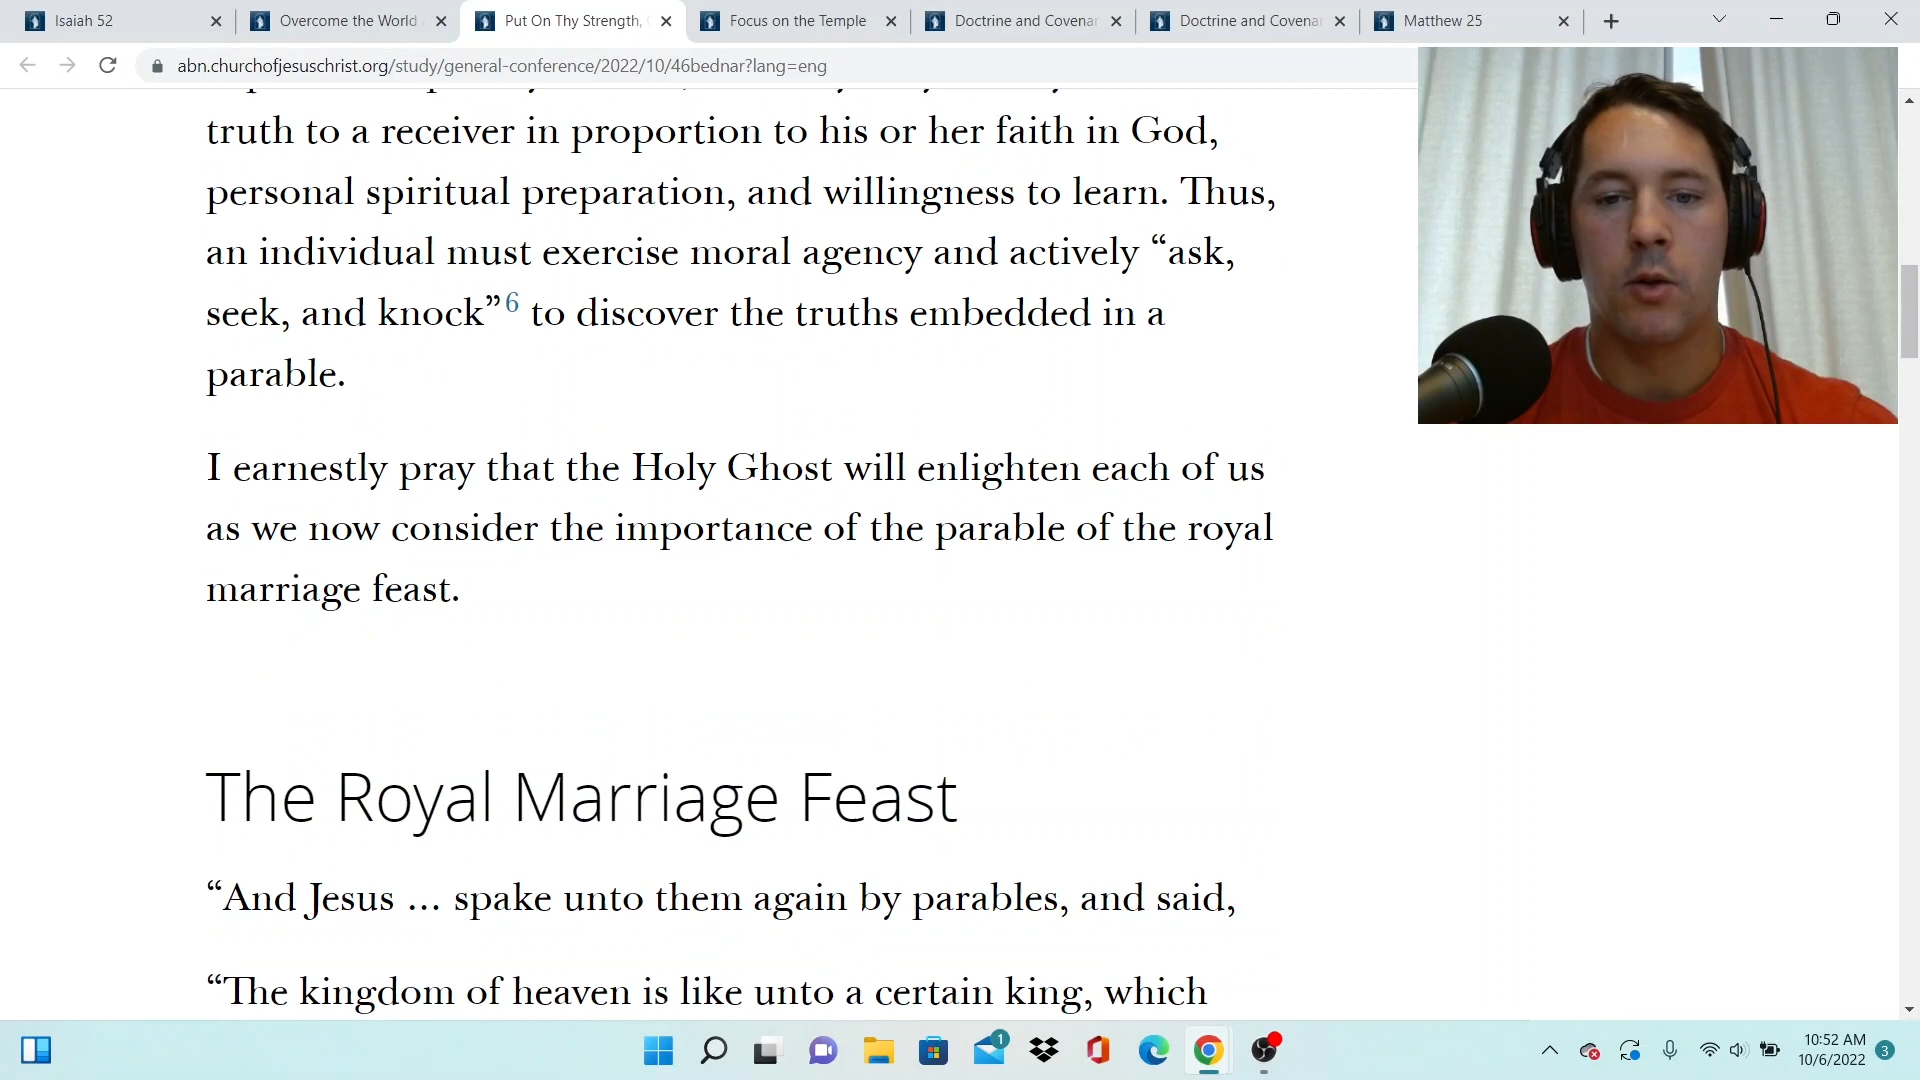 Isaiah 52
Overcome the World
Put On Thy Strength,
Focus on the Temple
Doctrine and Covenar
Doctrine and Covena
Matthew 25
abn.churchofjesuschrist.org/study/general-conference/2022/10/46bednar?lang=eng
truth to a receiver in proportion to his or her faith in God,
personal spiritual preparation, and willingness to learn. Thus,
an individual must exercise moral agency and actively “ask,
seek, and knock”6 to discover the truths embedded in a
parable.
I earnestly pray that the Holy Ghost will enlighten each of us
as we now consider the importance of the parable of the royal
marriage feast.
The Royal Marriage Feast
“And Jesus … spake unto them again by parables, and said,
“The kingdom of heaven is like unto a certain king, which
1
10:52 AM
10/6/2022
3